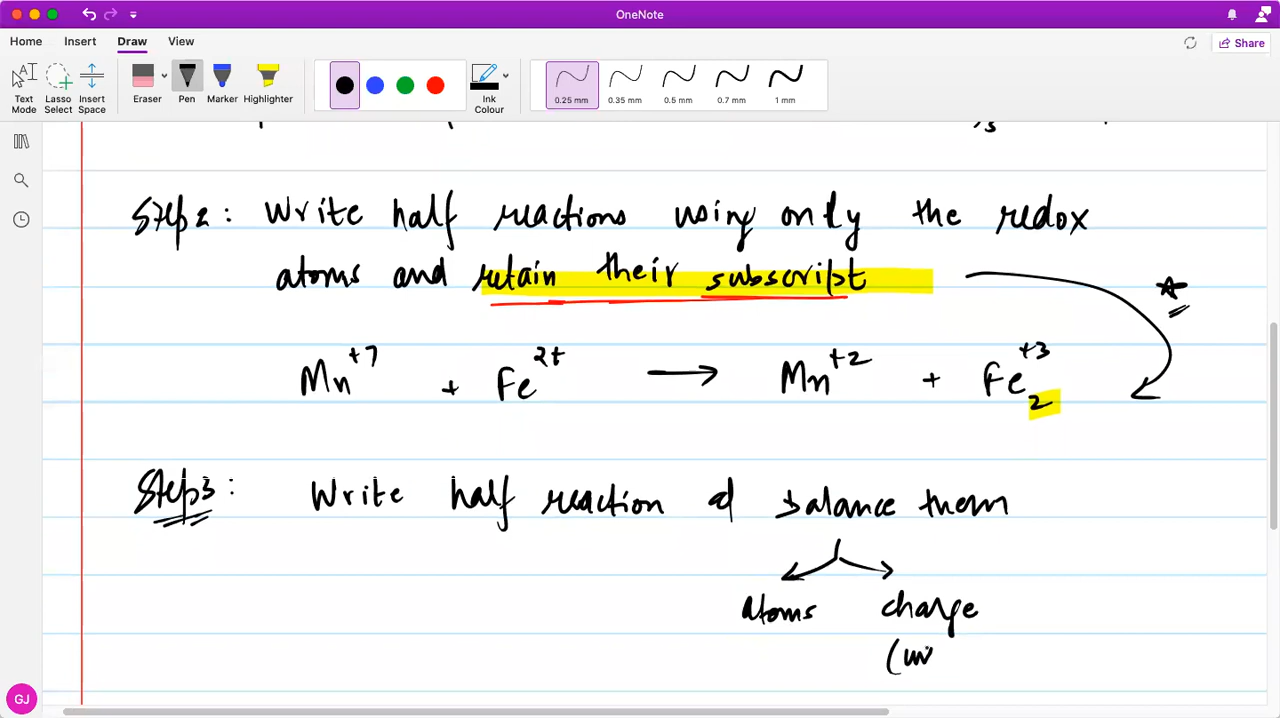 OneNote
Home Insert Draw View
Share
Text Mode
Lasso Select
Insert Space
Eraser
Pen
Marker
Highlighter
Ink Colour
0.25 mm
0.35 mm
0.5 mm
0.7 mm
1 mm
Step 2 : Write half reactions using only the redox
atoms and retain their subscript
Mn+7 + Fe2+ → Mn+2 + Fe2+3
Step 3 : Write half reaction & balance them
atoms charge
GJ